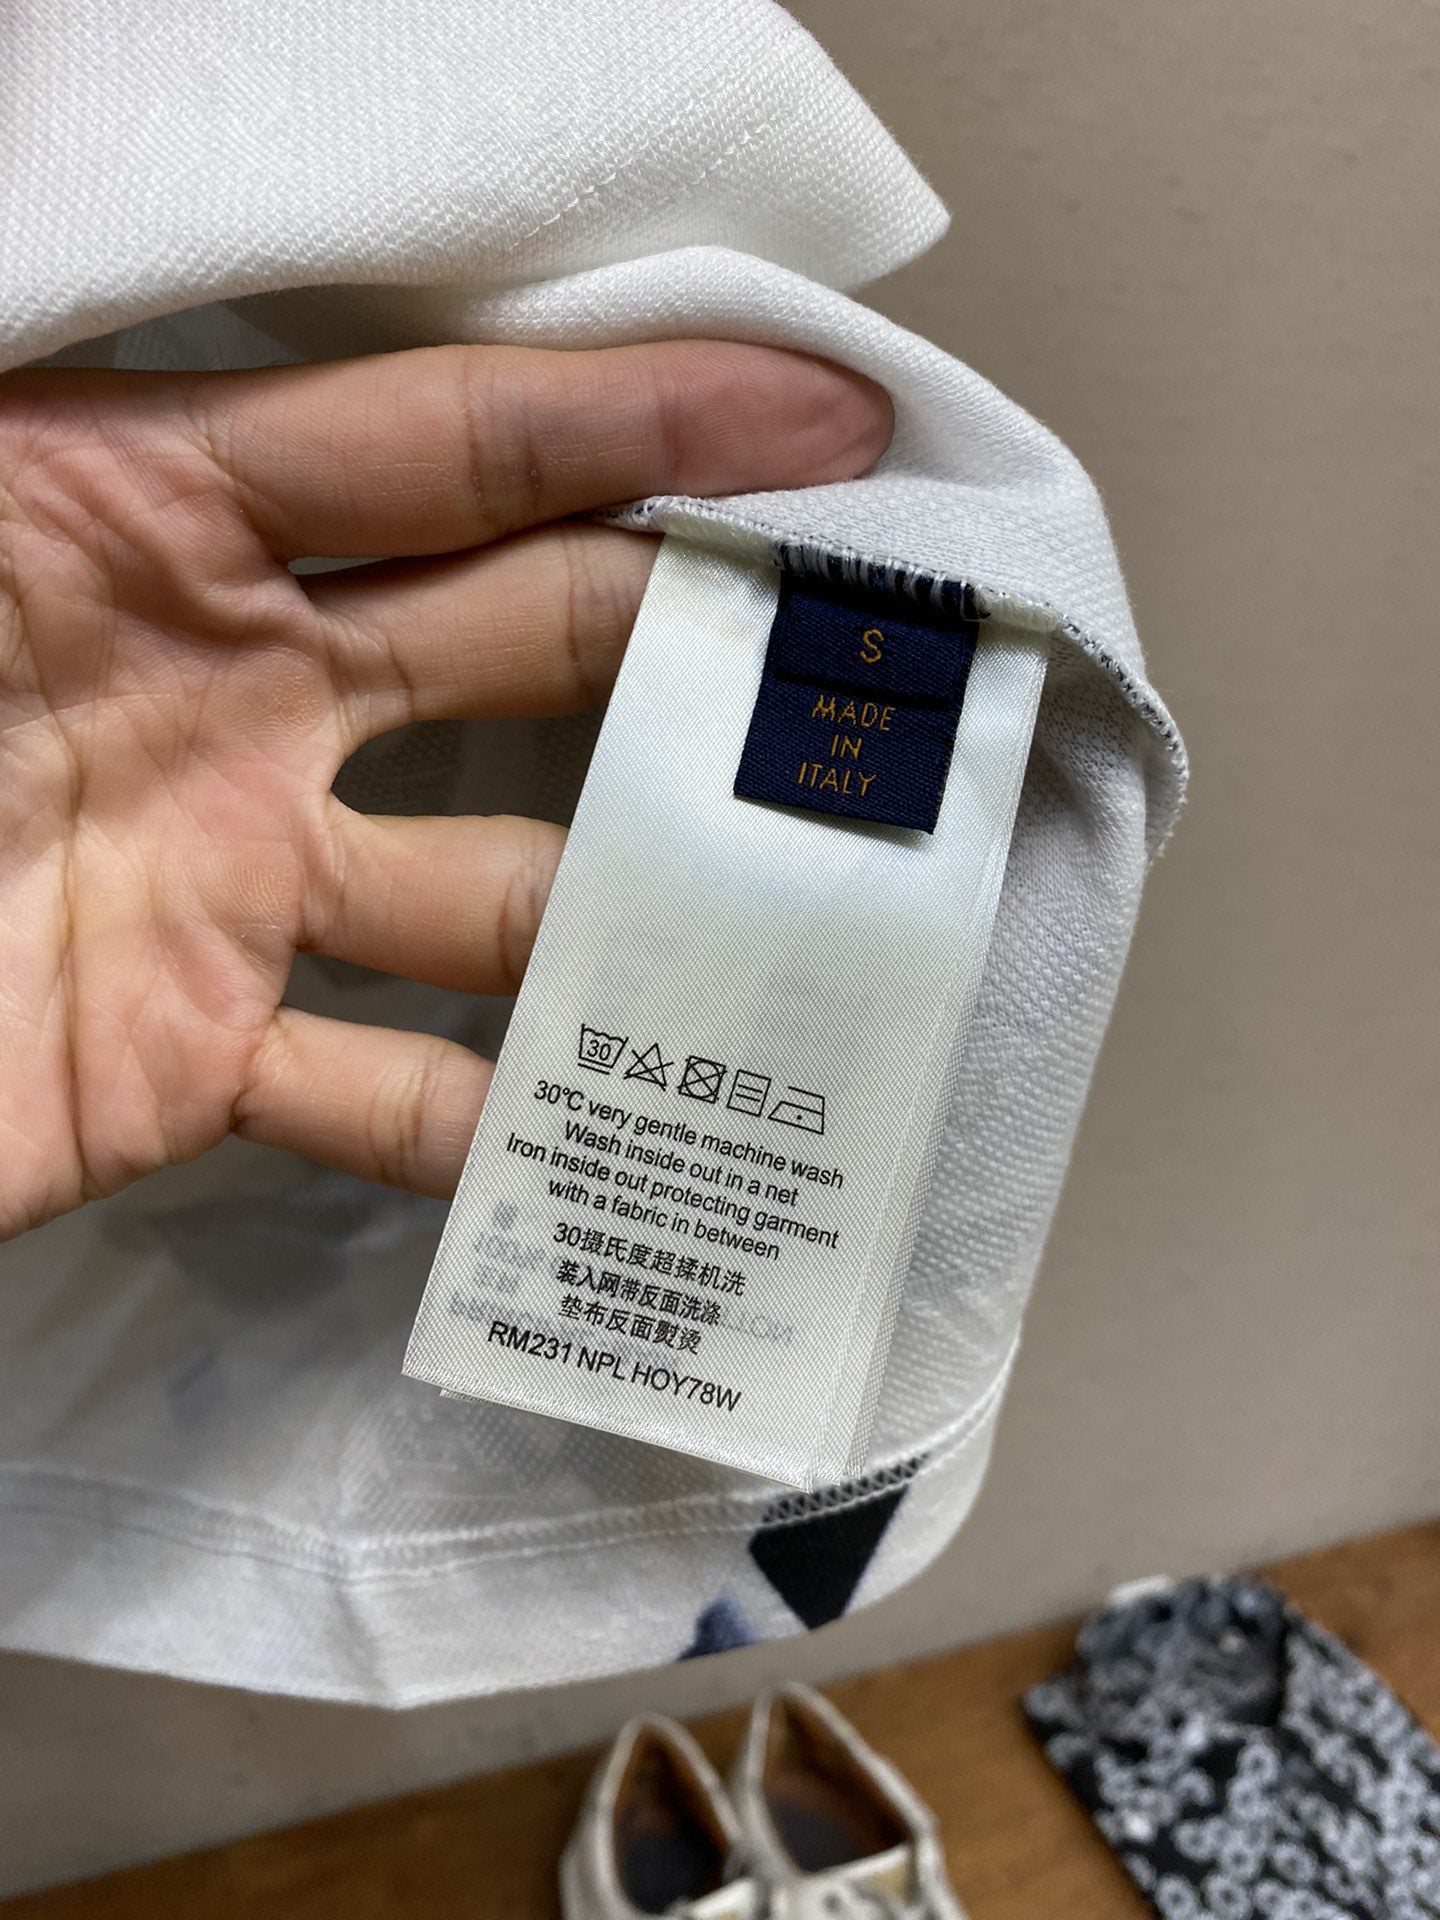 S
MADE
IN
ITALY
30
30℃ very gentle machine wash
Wash inside out in a net
Iron inside out protecting garment
with a fabric in between
30摄氏度超揉机洗
装入网带反面洗涤
垫布反面熨烫
RM231 NPL HOY78W